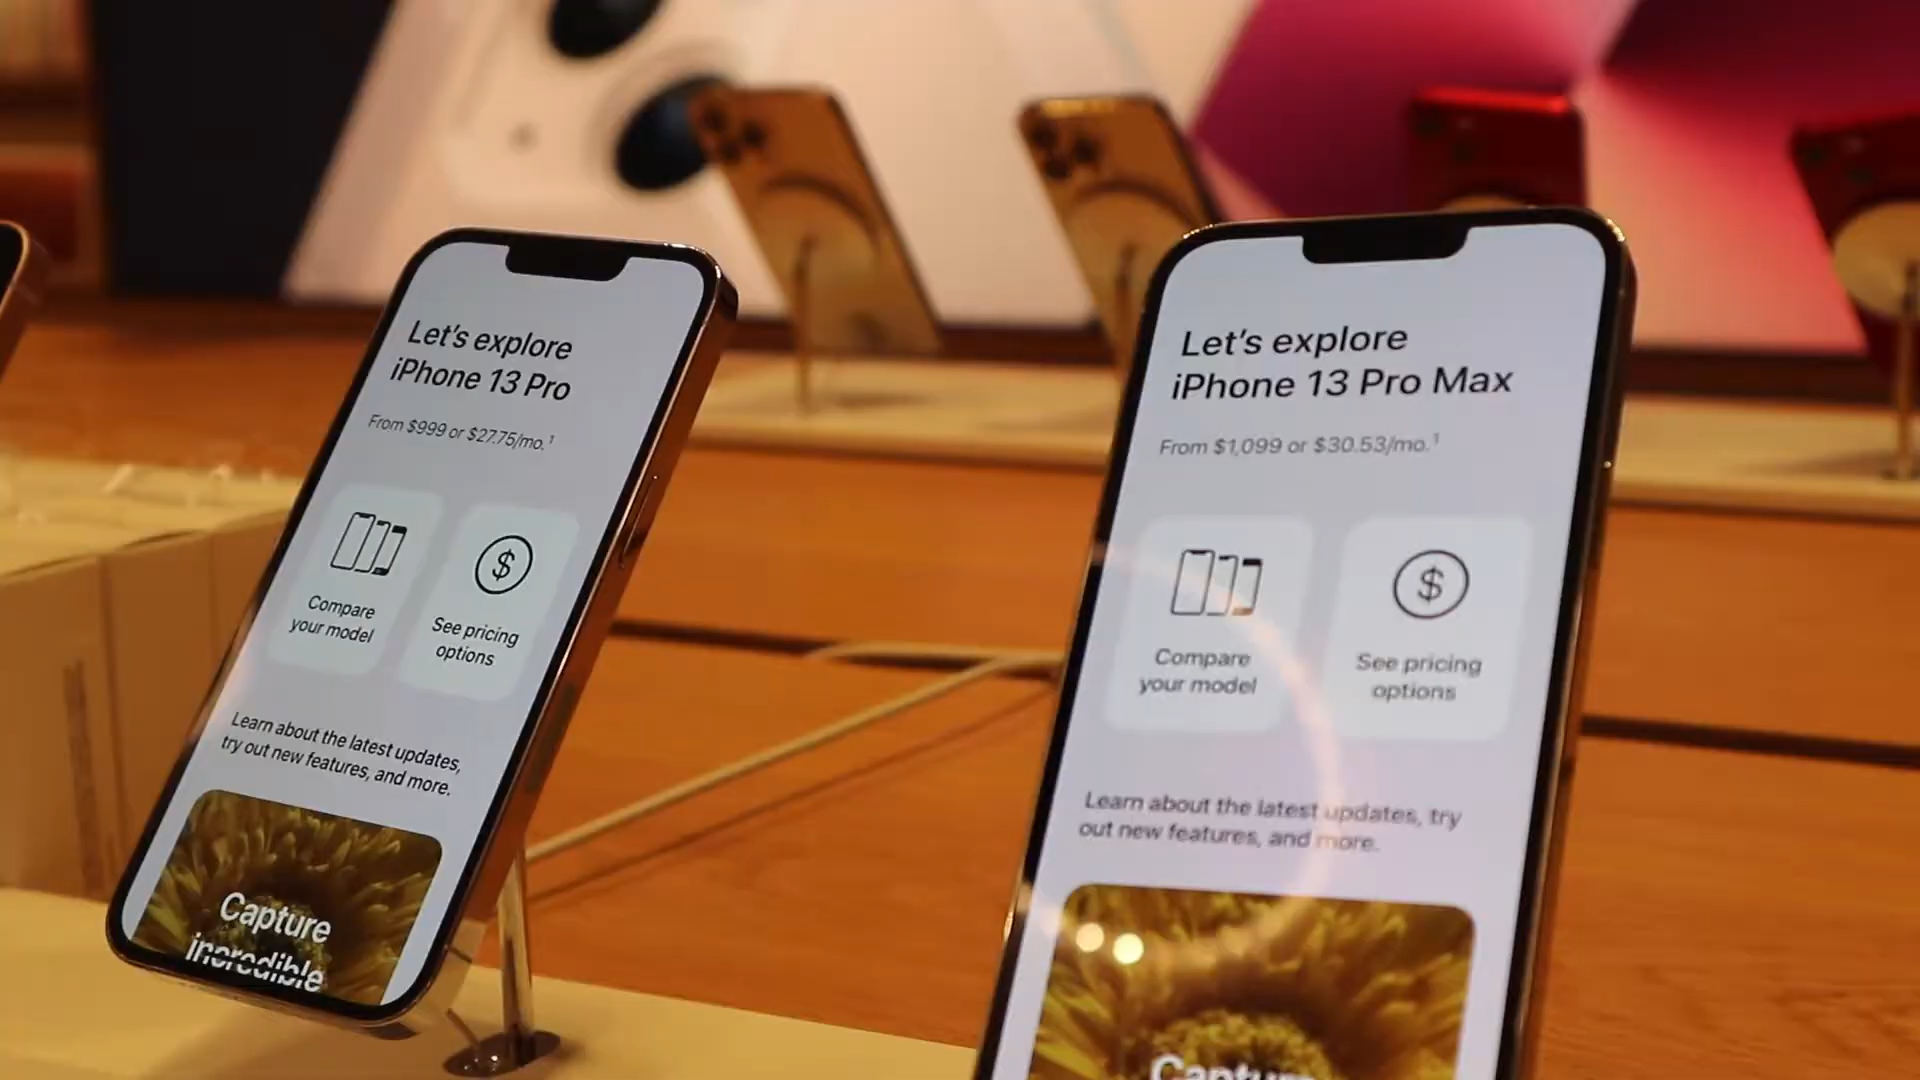 Let's explore
iPhone 13 Pro
From $999 or $27.75/mo.¹
Compare
your model
See pricing
options
Learn about the latest updates,
try out new features, and more.
Capture
incredible
Let's explore
iPhone 13 Pro Max
From $1,099 or $30.53/mo.¹
Compare
your model
See pricing
options
Learn about the latest updates, try
out new features, and more.